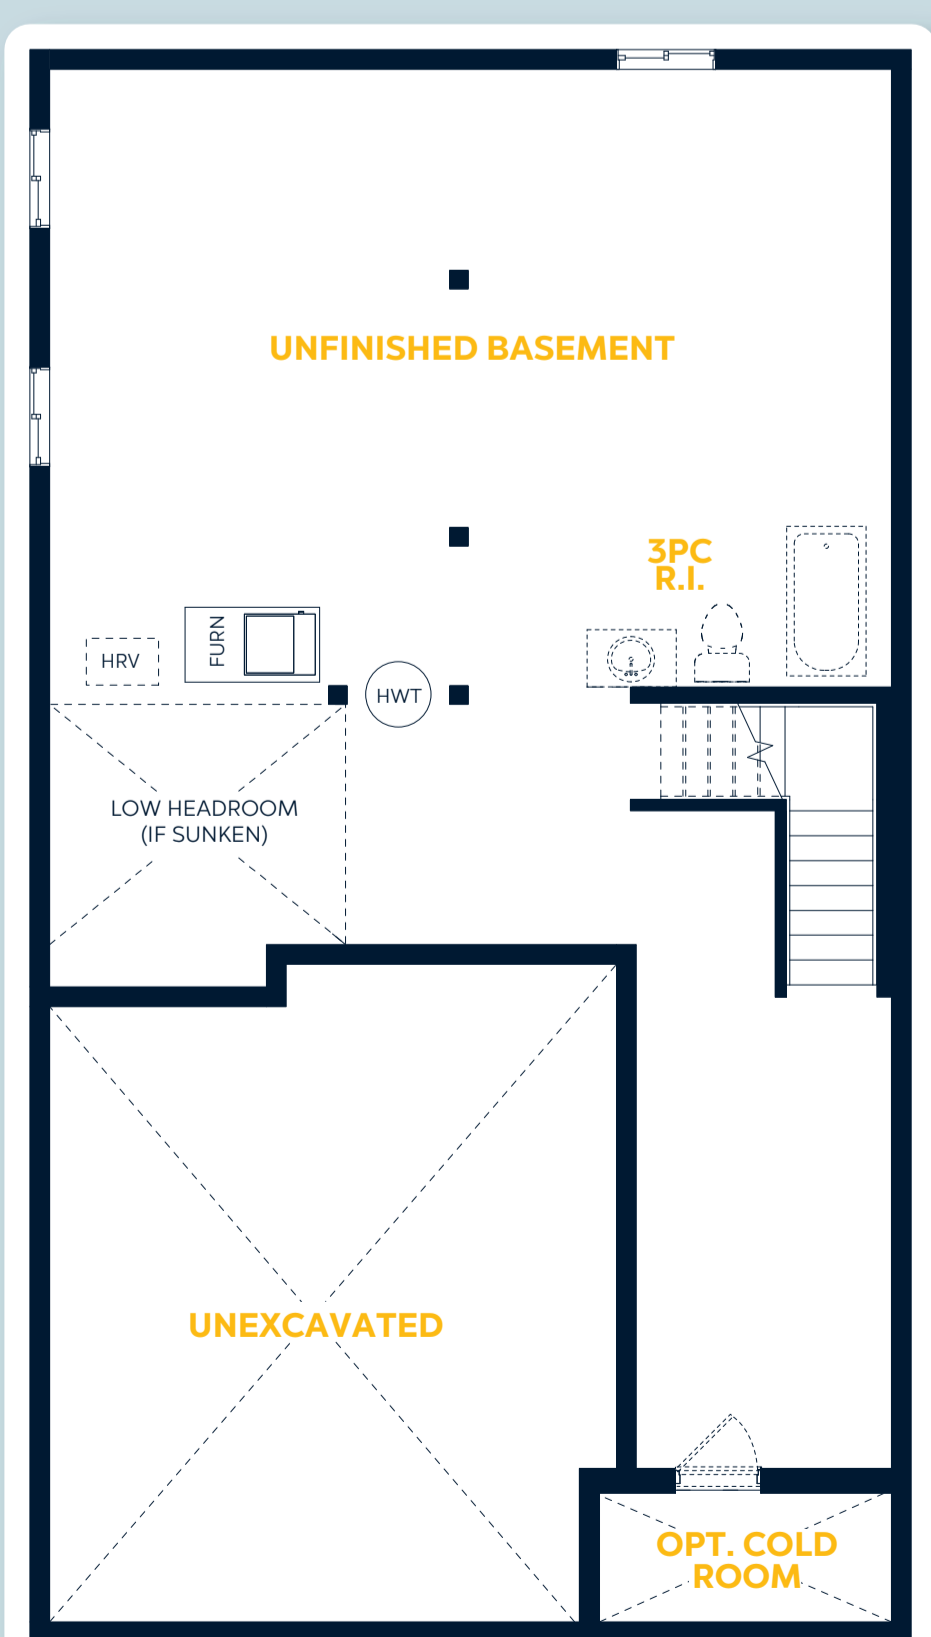 UNFINISHED BASEMENT
3PC
R.I.
FURN
HRV
HWT
LOW HEADROOM
(IF SUNKEN)
UNEXCAVATED
OPT. COLD
ROOM